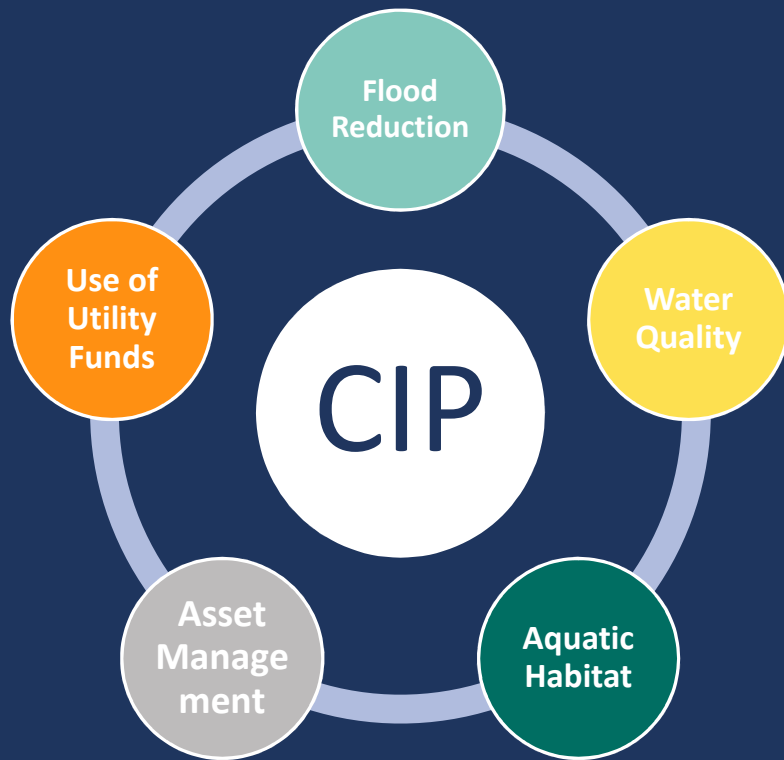 Flood
Reduction
Water
Quality
Aquatic
Habitat
Asset
Manage
ment
Use of
Utility
Funds
CIP